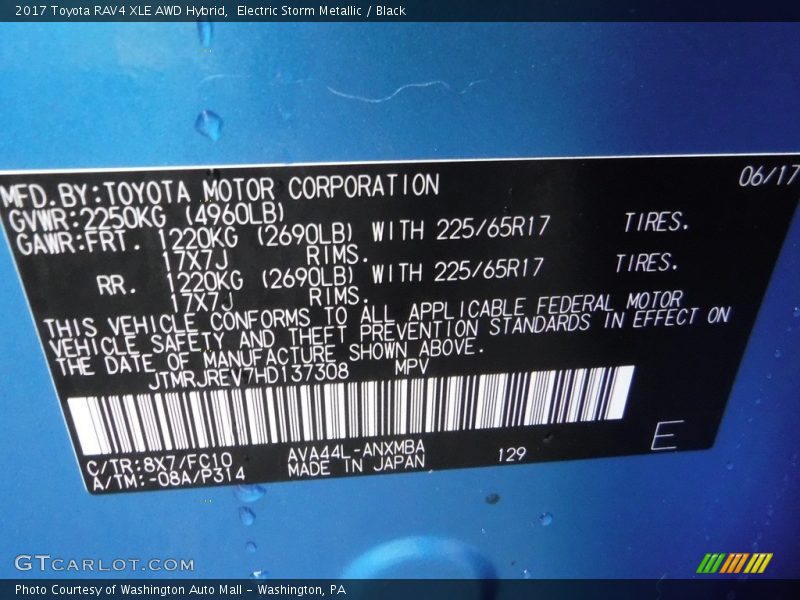 2017 Toyota RAV4 XLE AWD Hybrid,  Electric Storm Metallic / Black
06/17
MFD.BY:TOYOTA MOTOR CORPORATION
GVWR:2250KG (4960LB)
GAWR:FRT. 1220KG (2690LB) WITH 225/65R17 TIRES.
17X7J RIMS.
RR. 1220KG (2690LB) WITH 225/65R17 TIRES.
17X7J RIMS.
THIS VEHICLE CONFORMS TO ALL APPLICABLE FEDERAL MOTOR
VEHICLE SAFETY AND THEFT PREVENTION STANDARDS IN EFFECT ON
THE DATE OF MANUFACTURE SHOWN ABOVE.
JTMRJREV7HD137308 MPV
C/TR:8X7/FC10 AVA44L-ANXMBA 129 E
A/TM:-08A/P314 MADE IN JAPAN
GTCARLOT.COM
Photo Courtesy of Washington Auto Mall - Washington, PA